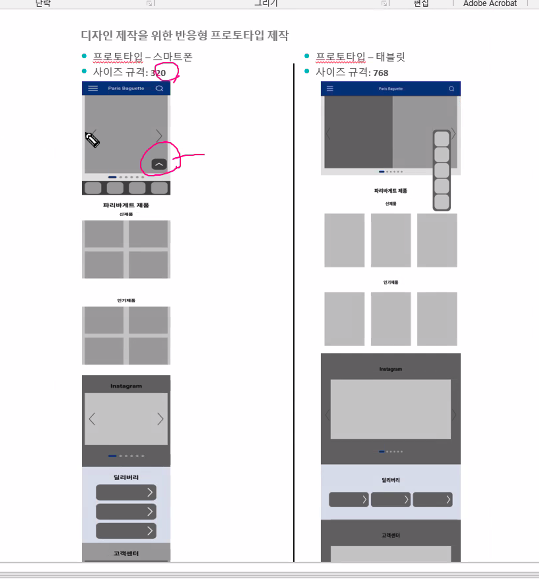 단락
그리기
편집
Adobe Acrobat
디자인 제작을 위한 반응형 프로토타입 제작
프로토타입 – 스마트폰
사이즈 규격: 320
Paris Baguette
파리바게트 제품
신제품
인기제품
Instagram
딜리버리
고객센터
프로토타입 – 태블릿
사이즈 규격: 768
Paris Baguette
파리바게트 제품
신제품
인기제품
Instagram
딜리버리
고객센터